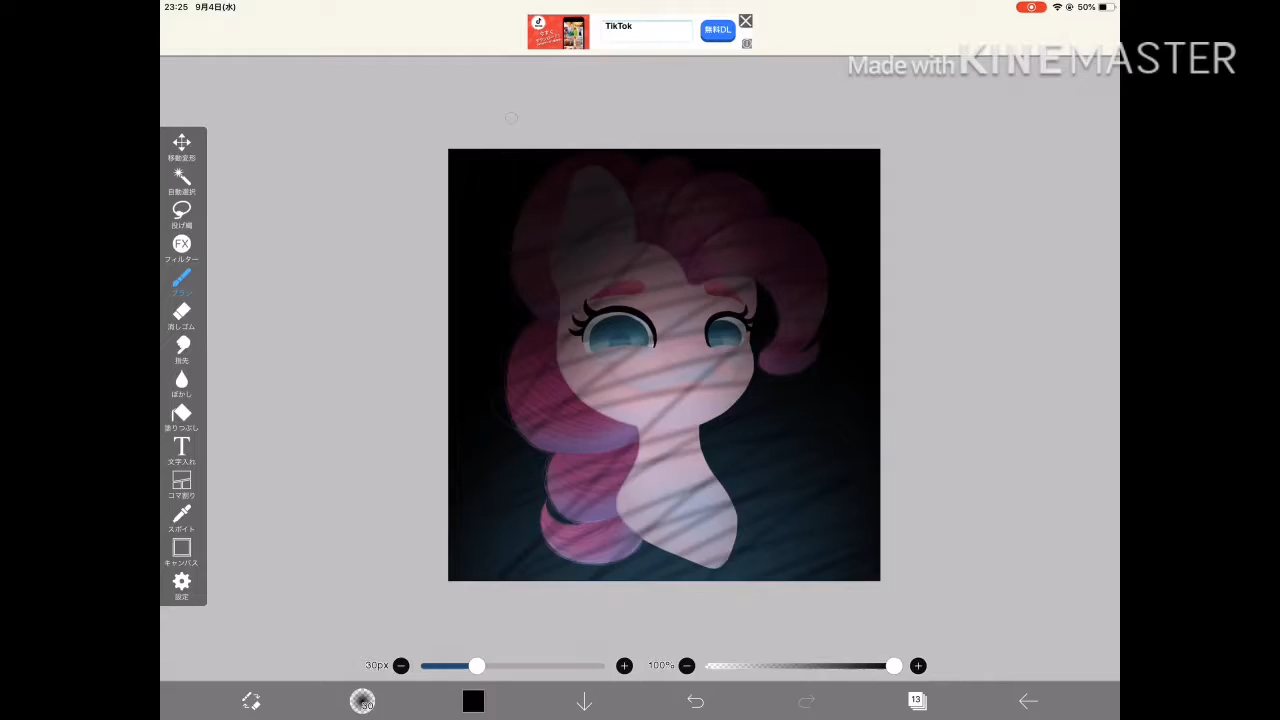 23:25 9月4日(水)
50%
TikTok
無料DL
Made with KINEMASTER
移動変形
自動選択
投げ縄
FX
フィルター
ブラシ
消しゴム
指先
ぼかし
塗りつぶし
T
文字入れ
コマ割り
スポイト
キャンバス
設定
30px
100%
13